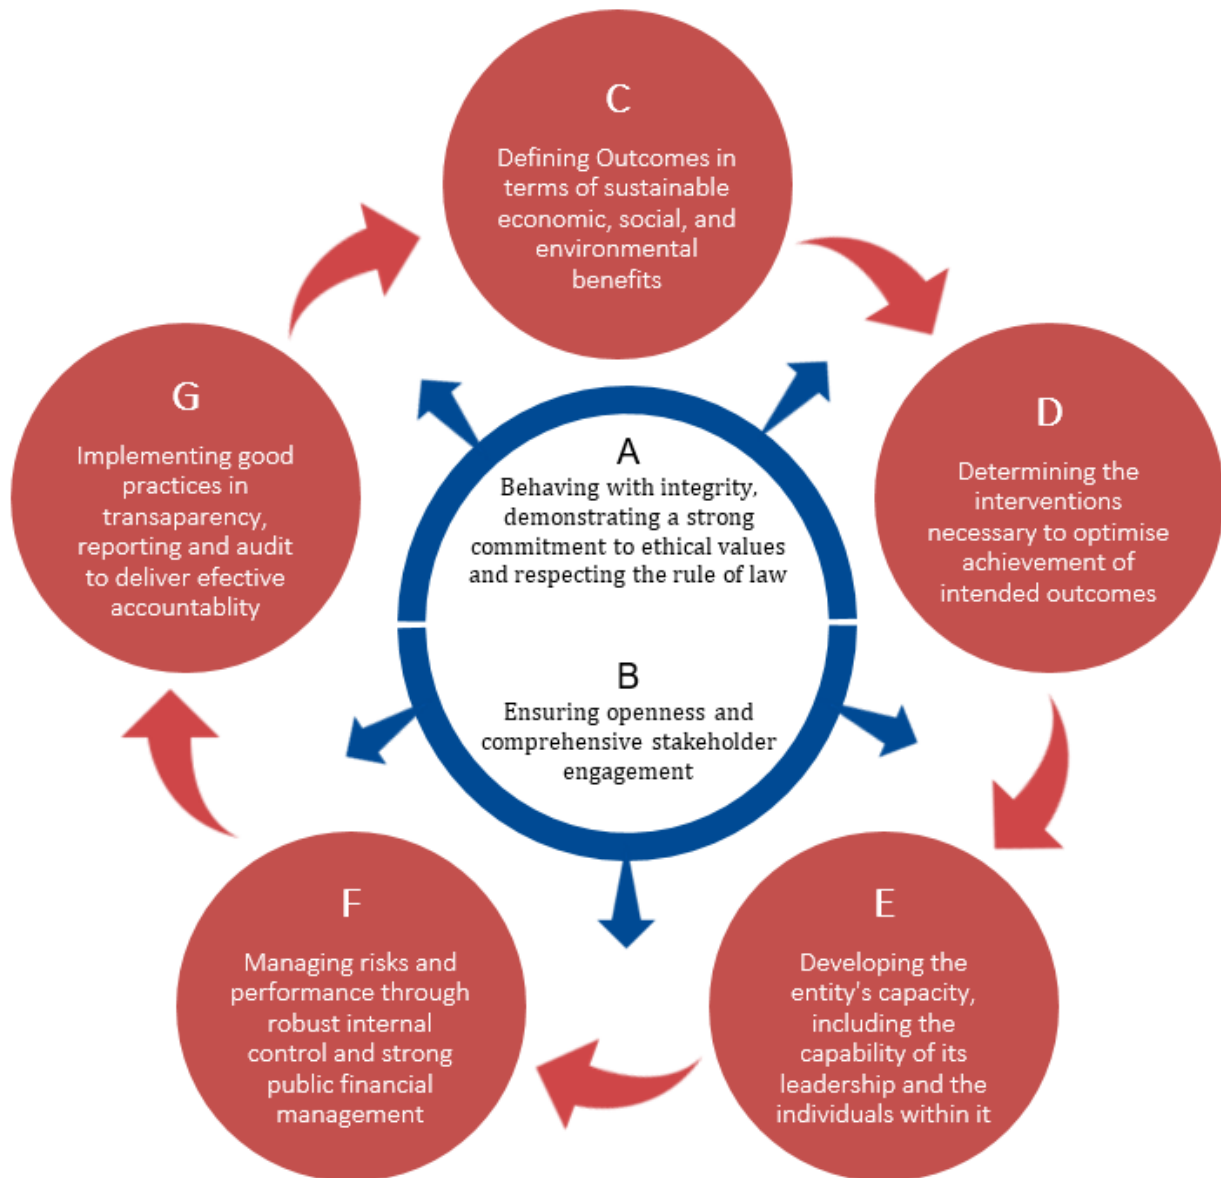 C
Defining Outcomes in
terms of sustainable
economic, social, and
environmental
benefits
G
Implementing good
practices in
transaparency,
reporting and audit
to deliver efective
accountablity
A
Behaving with integrity,
demonstrating a strong
commitment to ethical values
and respecting the rule of law
D
Determining the
interventions
necessary to optimise
achievement of
intended outcomes
B
Ensuring openness and
comprehensive stakeholder
engagement
F
Managing risks and
performance through
robust internal
control and strong
public financial
management
E
Developing the
entity's capacity,
including the
capability of its
leadership and the
individuals within it